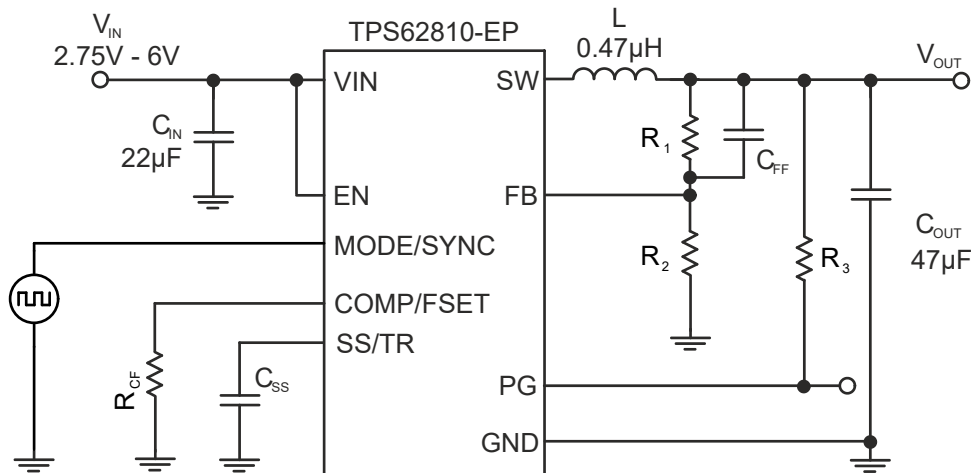 TPS62810-EP
V_IN
2.75V - 6V
L
0.47µH
V_OUT
VIN
SW
C_IN
22µF
R_1
C_FF
EN
FB
MODE/SYNC
R_2
R_3
C_OUT
47µF
COMP/FSET
SS/TR
R_CF
C_SS
PG
GND